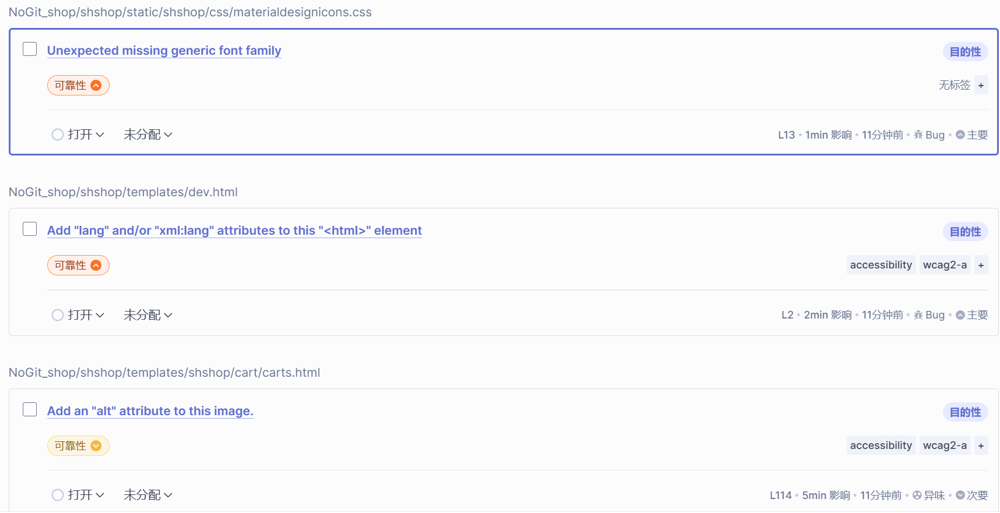 NoGit_shop/shshop/static/shshop/css/materialdesignicons.css
Unexpected missing generic font family
目的性
可靠性
无标签 +
打开 未分配
L13 • 1min 影响 • 11分钟前 • Bug • 主要
NoGit_shop/shshop/templates/dev.html
Add "lang" and/or "xml:lang" attributes to this "<html>" element
目的性
可靠性
accessibility wcag2-a +
打开 未分配
L2 • 2min 影响 • 11分钟前 • Bug • 主要
NoGit_shop/shshop/templates/shshop/cart/carts.html
Add an "alt" attribute to this image.
目的性
可靠性
accessibility wcag2-a +
打开 未分配
L114 • 5min 影响 • 11分钟前 • 异味 • 次要